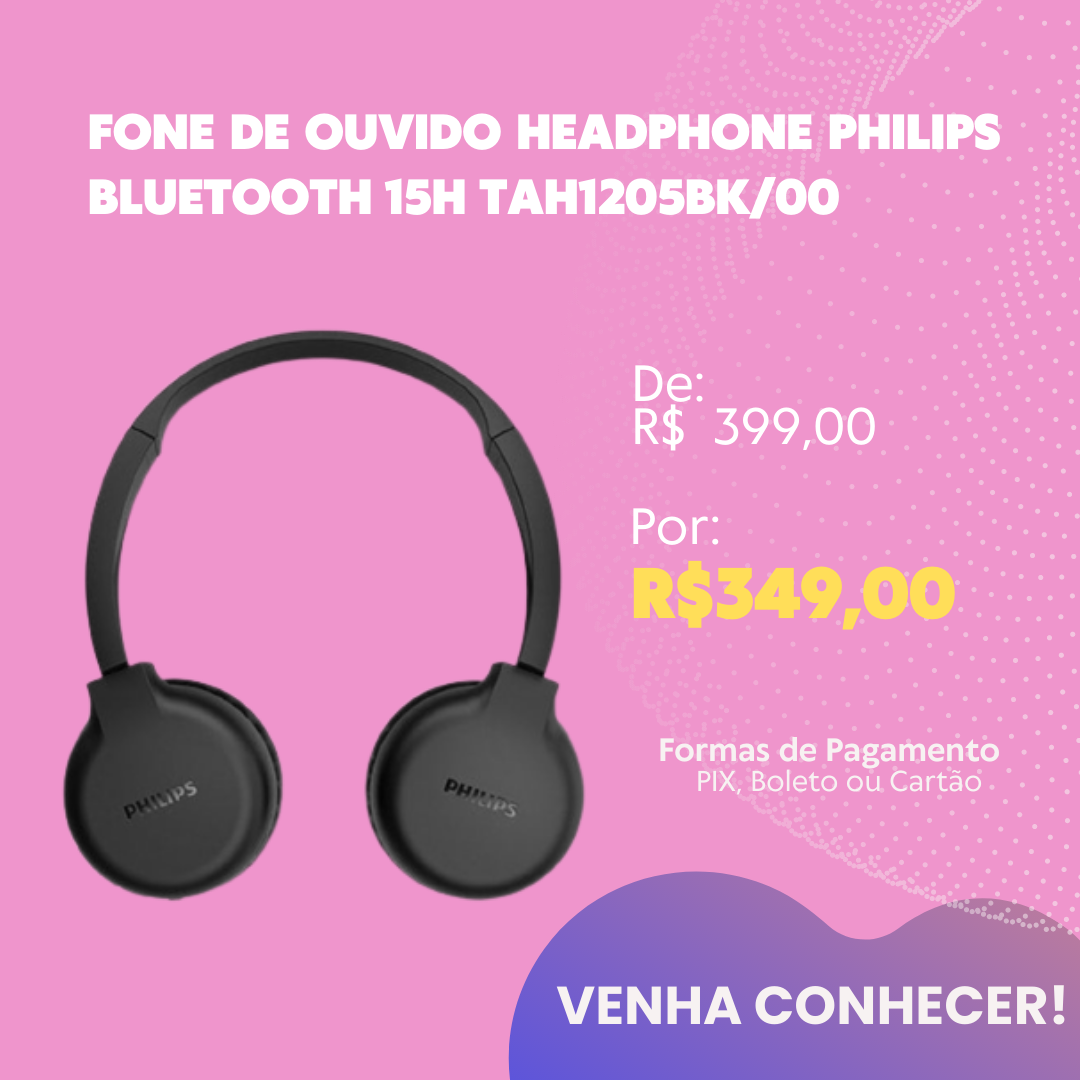 FONE DE OUVIDO HEADPHONE PHILIPS
BLUETOOTH 15H TAH1205BK/00
De:
R$ 399,00
Por:
R$349,00
Formas de Pagamento
PIX, Boleto ou Cartão
PHILIPS
PHILIPS
VENHA CONHECER!